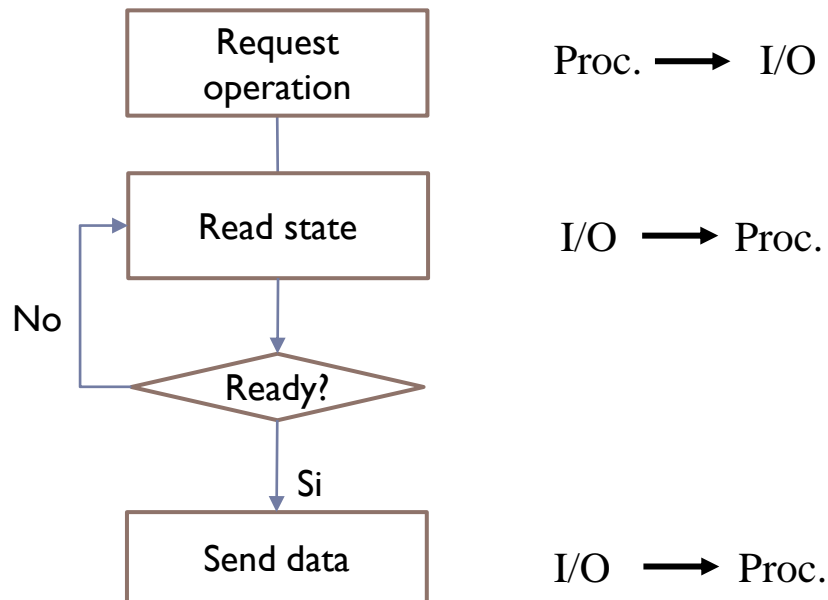 Request
operation
Proc. I/O
Read state
I/O Proc.
No
Ready?
Si
Send data
I/O Proc.